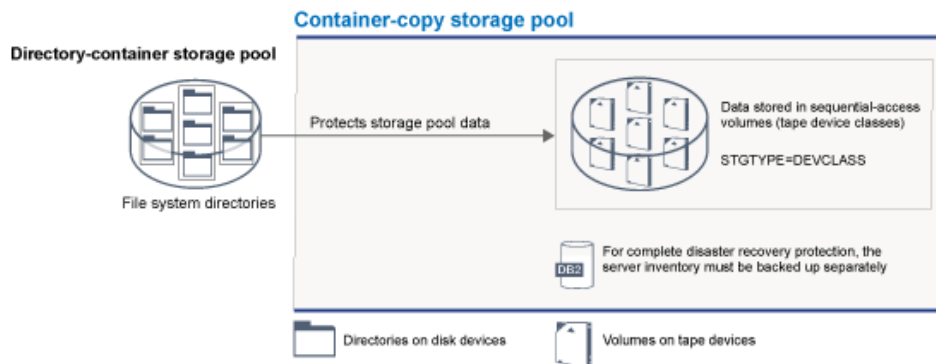 Container-copy storage pool
Directory-container storage pool
Protects storage pool data
Data stored in sequential-access
volumes (tape device classes)
STGTYPE=DEVCLASS
File system directories
For complete disaster recovery protection, the
server inventory must be backed up separately
DB2
Directories on disk devices
Volumes on tape devices